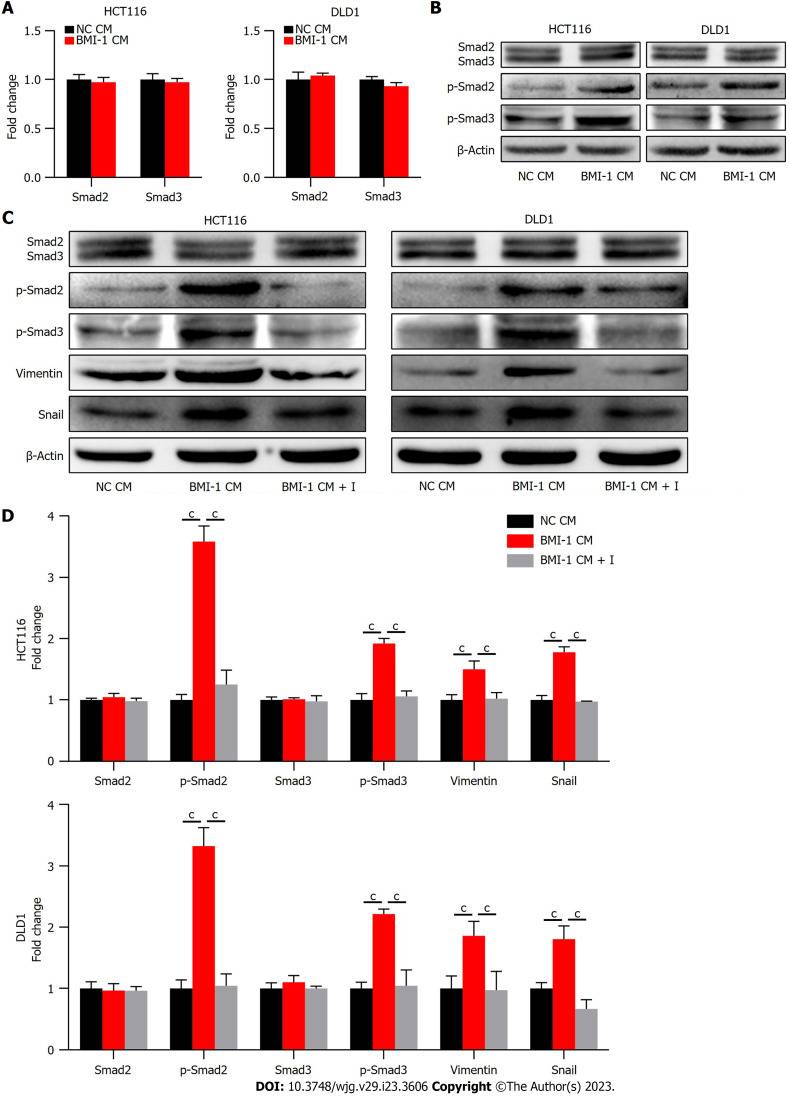 A
HCT116
NC CM
BMI-1 CM
Fold change
1.5
1.0
0.5
0.0
Smad2
Smad3
DLD1
NC CM
BMI-1 CM
Fold change
1.5
1.0
0.5
0.0
Smad2
Smad3
B
HCT116
DLD1
Smad2
Smad3
p-Smad2
p-Smad3
β-Actin
NC CM
BMI-1 CM
NC CM
BMI-1 CM
C
HCT116
DLD1
Smad2
Smad3
p-Smad2
p-Smad3
Vimentin
Snail
β-Actin
NC CM
BMI-1 CM
BMI-1 CM + I
NC CM
BMI-1 CM
BMI-1 CM + I
D
NC CM
BMI-1 CM
BMI-1 CM + I
HCT116
Fold change
4
3
2
1
0
c c
c c
c c
c c
Smad2
p-Smad2
Smad3
p-Smad3
Vimentin
Snail
DLD1
Fold change
4
3
2
1
0
c c
c c
c c
c c
Smad2
p-Smad2
Smad3
p-Smad3
Vimentin
Snail
DOI: 10.3748/wjg.v29.i23.3606 Copyright ©The Author(s) 2023.